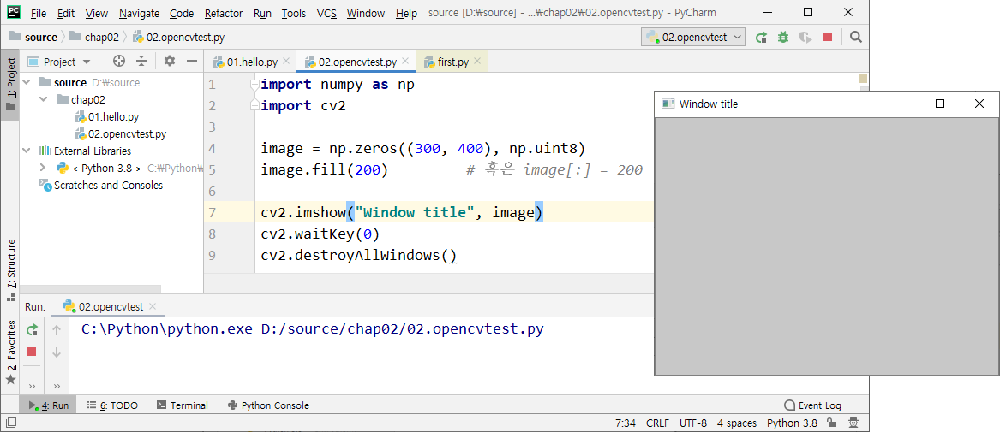 PC File Edit View Navigate Code Refactor Run Tools VCS Window Help source [D:₩source] - ...₩chap02₩02.opencvtest.py - PyCharm
source chap02 02.opencvtest.py 02.opencvtest
1: Project
Project 01.hello.py 02.opencvtest.py first.py
source D:₩source
chap02
01.hello.py
02.opencvtest.py
External Libraries
< Python 3.8 > C:₩Python₩
Scratches and Consoles
1 import numpy as np
2 import cv2
3
4 image = np.zeros((300, 400), np.uint8)
5 image.fill(200) # 혹은 image[:] = 200
6
7 cv2.imshow("Window title", image)
8 cv2.waitKey(0)
9 cv2.destroyAllWindows()
Window title
7: Structure
2: Favorites
Run: 02.opencvtest
C:\Python\python.exe D:/source/chap02/02.opencvtest.py
4: Run 6: TODO Terminal Python Console Event Log
7:34 CRLF UTF-8 4 spaces Python 3.8